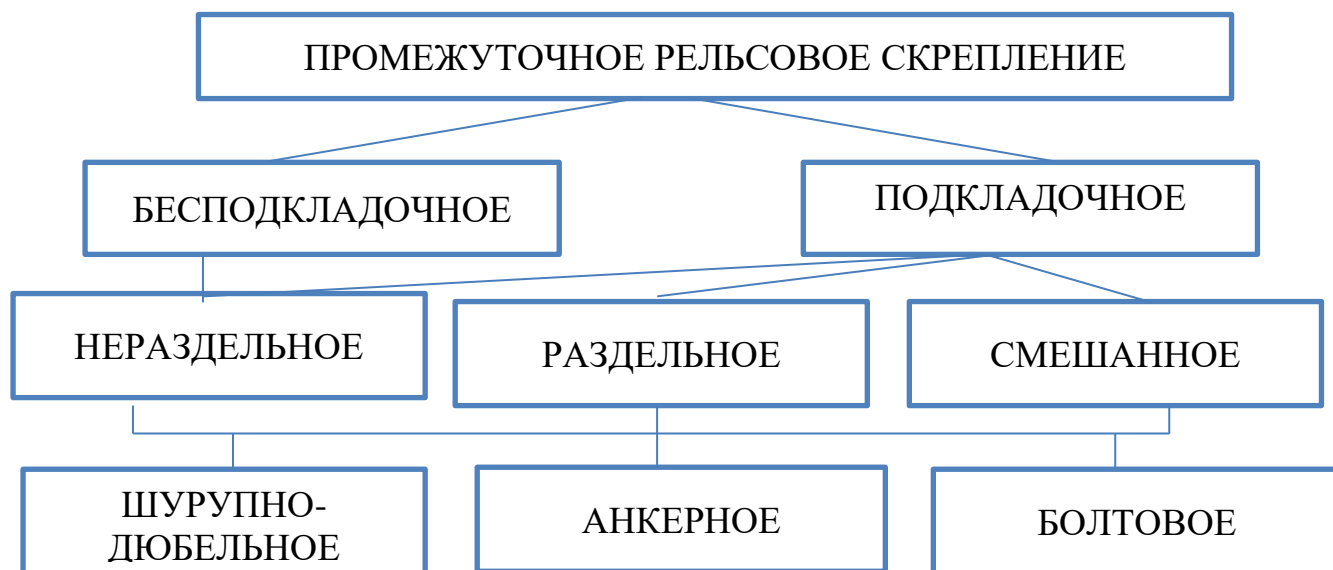 ПРОМЕЖУТОЧНОЕ РЕЛЬСОВОЕ СКРЕПЛЕНИЕ
БЕСПОДКЛАДОЧНОЕ
ПОДКЛАДОЧНОЕ
НЕРАЗДЕЛЬНОЕ
РАЗДЕЛЬНОЕ
СМЕШАННОЕ
ШУРУПНО-
ДЮБЕЛЬНОЕ
АНКЕРНОЕ
БОЛТОВОЕ